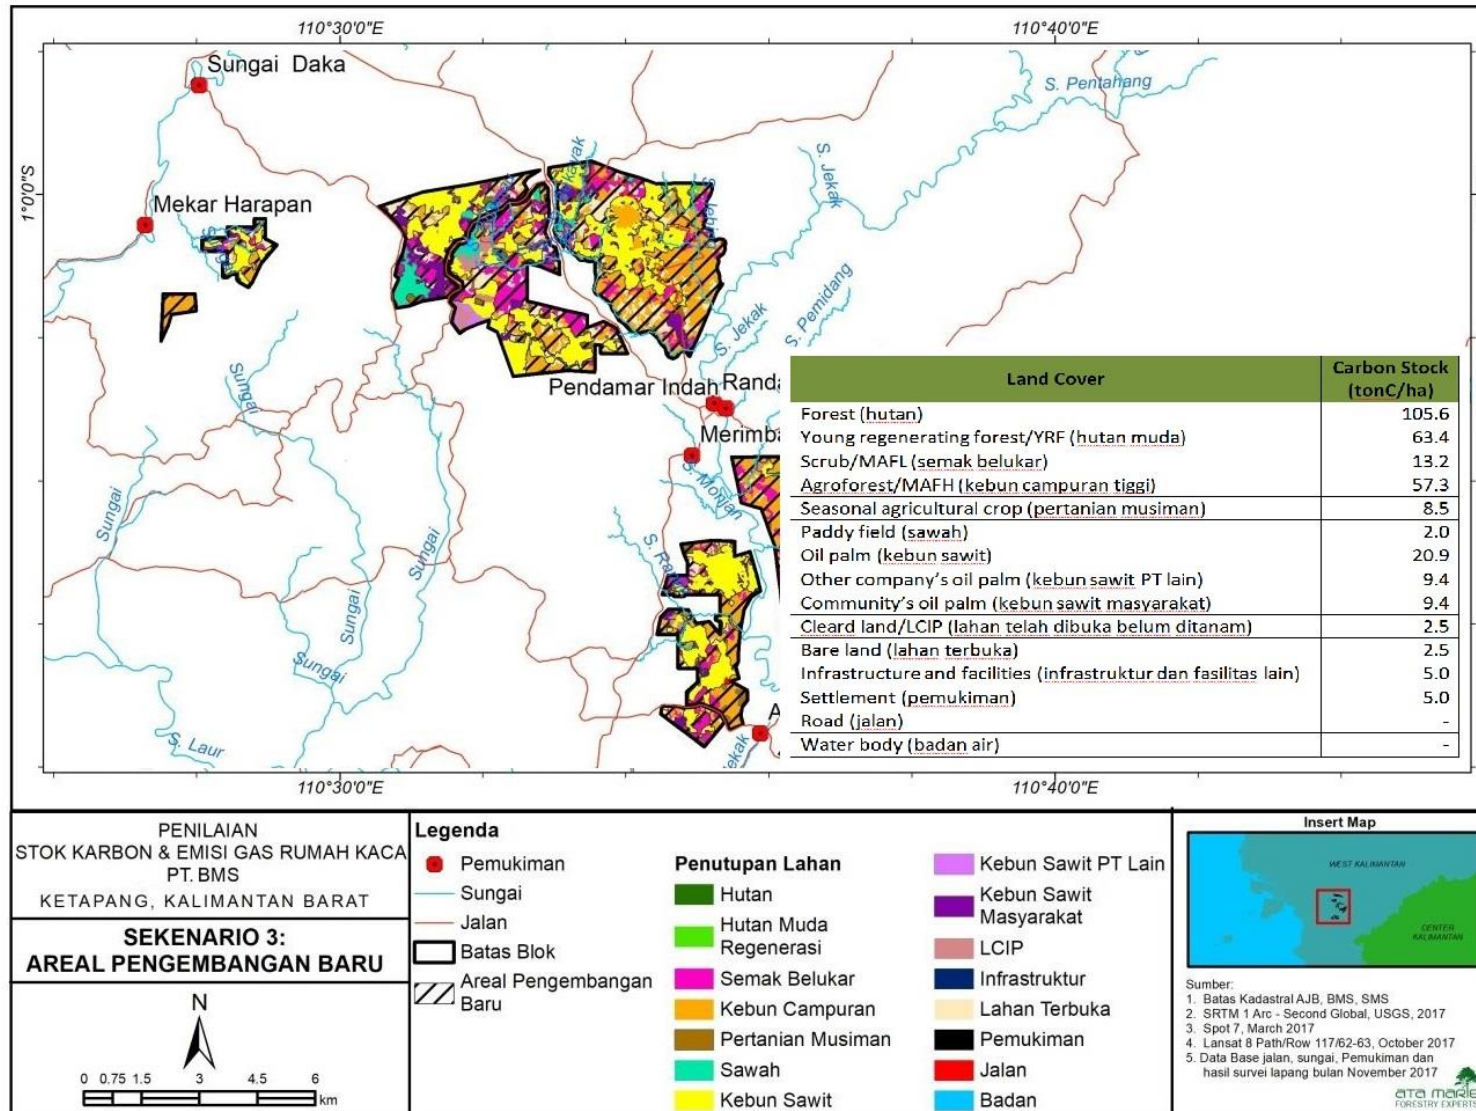 110°30'0"E
110°40'0"E
Sungai Daka
S. Pentahang
S. Jekak
1°0'0"S
Mekar Harapan
S. Pemidang
S. Jekak
Sungai
Pendamar Indah
S. Monjan
Sungai
Sungai
Sungai
Sungai
S. Laur
110°30'0"E
110°40'0"E
Land Cover
Carbon Stock
(tonC/ha)
Forest (hutan) 105.6
Young regenerating forest/YRF (hutan muda) 63.4
Scrub/MAFL (semak belukar) 13.2
Agroforest/MAFH (kebun campuran tiggi) 57.3
Seasonal agricultural crop (pertanian musiman) 8.5
Paddy field (sawah) 2.0
Oil palm (kebun sawit) 20.9
Other company's oil palm (kebun sawit PT lain) 9.4
Community's oil palm (kebun sawit masyarakat) 9.4
Cleard land/LCIP (lahan telah dibuka belum ditanam) 2.5
Bare land (lahan terbuka) 2.5
Infrastructure and facilities (infrastruktur dan fasilitas lain) 5.0
Settlement (pemukiman) 5.0
Road (jalan) -
Water body (badan air) -
PENILAIAN
STOK KARBON & EMISI GAS RUMAH KACA
PT. BMS
KETAPANG, KALIMANTAN BARAT
SEKENARIO 3:
AREAL PENGEMBANGAN BARU
N
0 0.75 1.5 3 4.5 6
km
Legenda
Pemukiman
Sungai
Jalan
Batas Blok
Areal Pengembangan
Baru
Penutupan Lahan
Hutan
Hutan Muda
Regenerasi
Semak Belukar
Kebun Campuran
Pertanian Musiman
Sawah
Kebun Sawit
Kebun Sawit PT Lain
Kebun Sawit
Masyarakat
LCIP
Infrastruktur
Lahan Terbuka
Pemukiman
Jalan
Badan
Insert Map
WEST KALIMANTAN
CENTER
KALIMANTAN
Sumber:
1. Batas Kadastral AJB, BMS, SMS
2. SRTM 1 Arc - Second Global, USGS, 2017
3. Spot 7, March 2017
4. Lansat 8 Path/Row 117/62-63, October 2017
5. Data Base jalan, sungai, Pemukiman dan
hasil survei lapang bulan November 2017
ata marie
FORESTRY EXPERTS